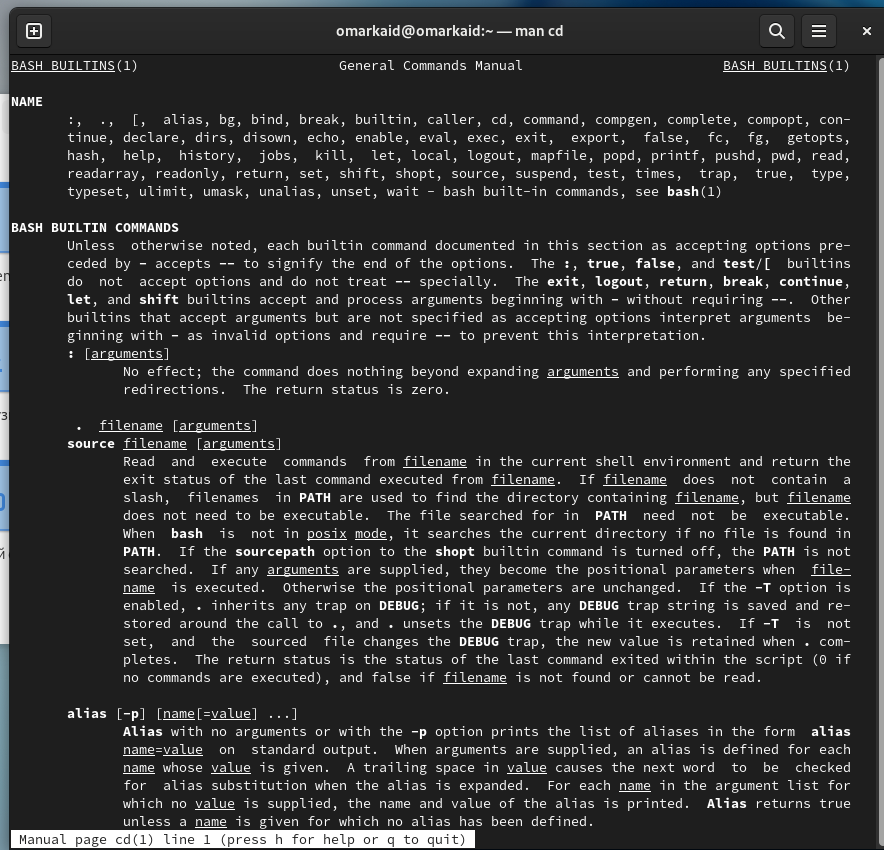 omarkaid@omarkaid:~ — man cd
BASH BUILTINS(1) General Commands Manual BASH BUILTINS(1)
NAME
:, ., [, alias, bg, bind, break, builtin, caller, cd, command, compgen, complete, compopt, con-
tinue, declare, dirs, disown, echo, enable, eval, exec, exit, export, false, fc, fg, getopts,
hash, help, history, jobs, kill, let, local, logout, mapfile, popd, printf, pushd, pwd, read,
readarray, readonly, return, set, shift, shopt, source, suspend, test, times, trap, true, type,
typeset, ulimit, umask, unalias, unset, wait - bash built-in commands, see bash(1)
BASH BUILTIN COMMANDS
Unless otherwise noted, each builtin command documented in this section as accepting options pre-
ceded by - accepts -- to signify the end of the options. The :, true, false, and test/[ builtins
do not accept options and do not treat -- specially. The exit, logout, return, break, continue,
let, and shift builtins accept and process arguments beginning with - without requiring --. Other
builtins that accept arguments but are not specified as accepting options interpret arguments be-
ginning with - as invalid options and require -- to prevent this interpretation.
: [arguments]
No effect; the command does nothing beyond expanding arguments and performing any specified
redirections. The return status is zero.
. filename [arguments]
source filename [arguments]
Read and execute commands from filename in the current shell environment and return the
exit status of the last command executed from filename. If filename does not contain a
slash, filenames in PATH are used to find the directory containing filename, but filename
does not need to be executable. The file searched for in PATH need not be executable.
When bash is not in posix mode, it searches the current directory if no file is found in
PATH. If the sourcepath option to the shopt builtin command is turned off, the PATH is not
searched. If any arguments are supplied, they become the positional parameters when file-
name is executed. Otherwise the positional parameters are unchanged. If the -T option is
enabled, . inherits any trap on DEBUG; if it is not, any DEBUG trap string is saved and re-
stored around the call to ., and . unsets the DEBUG trap while it executes. If -T is not
set, and the sourced file changes the DEBUG trap, the new value is retained when . com-
pletes. The return status is the status of the last command exited within the script (0 if
no commands are executed), and false if filename is not found or cannot be read.
alias [-p] [name[=value] ...]
Alias with no arguments or with the -p option prints the list of aliases in the form alias
name=value on standard output. When arguments are supplied, an alias is defined for each
name whose value is given. A trailing space in value causes the next word to be checked
for alias substitution when the alias is expanded. For each name in the argument list for
which no value is supplied, the name and value of the alias is printed. Alias returns true
unless a name is given for which no alias has been defined.
Manual page cd(1) line 1 (press h for help or q to quit)